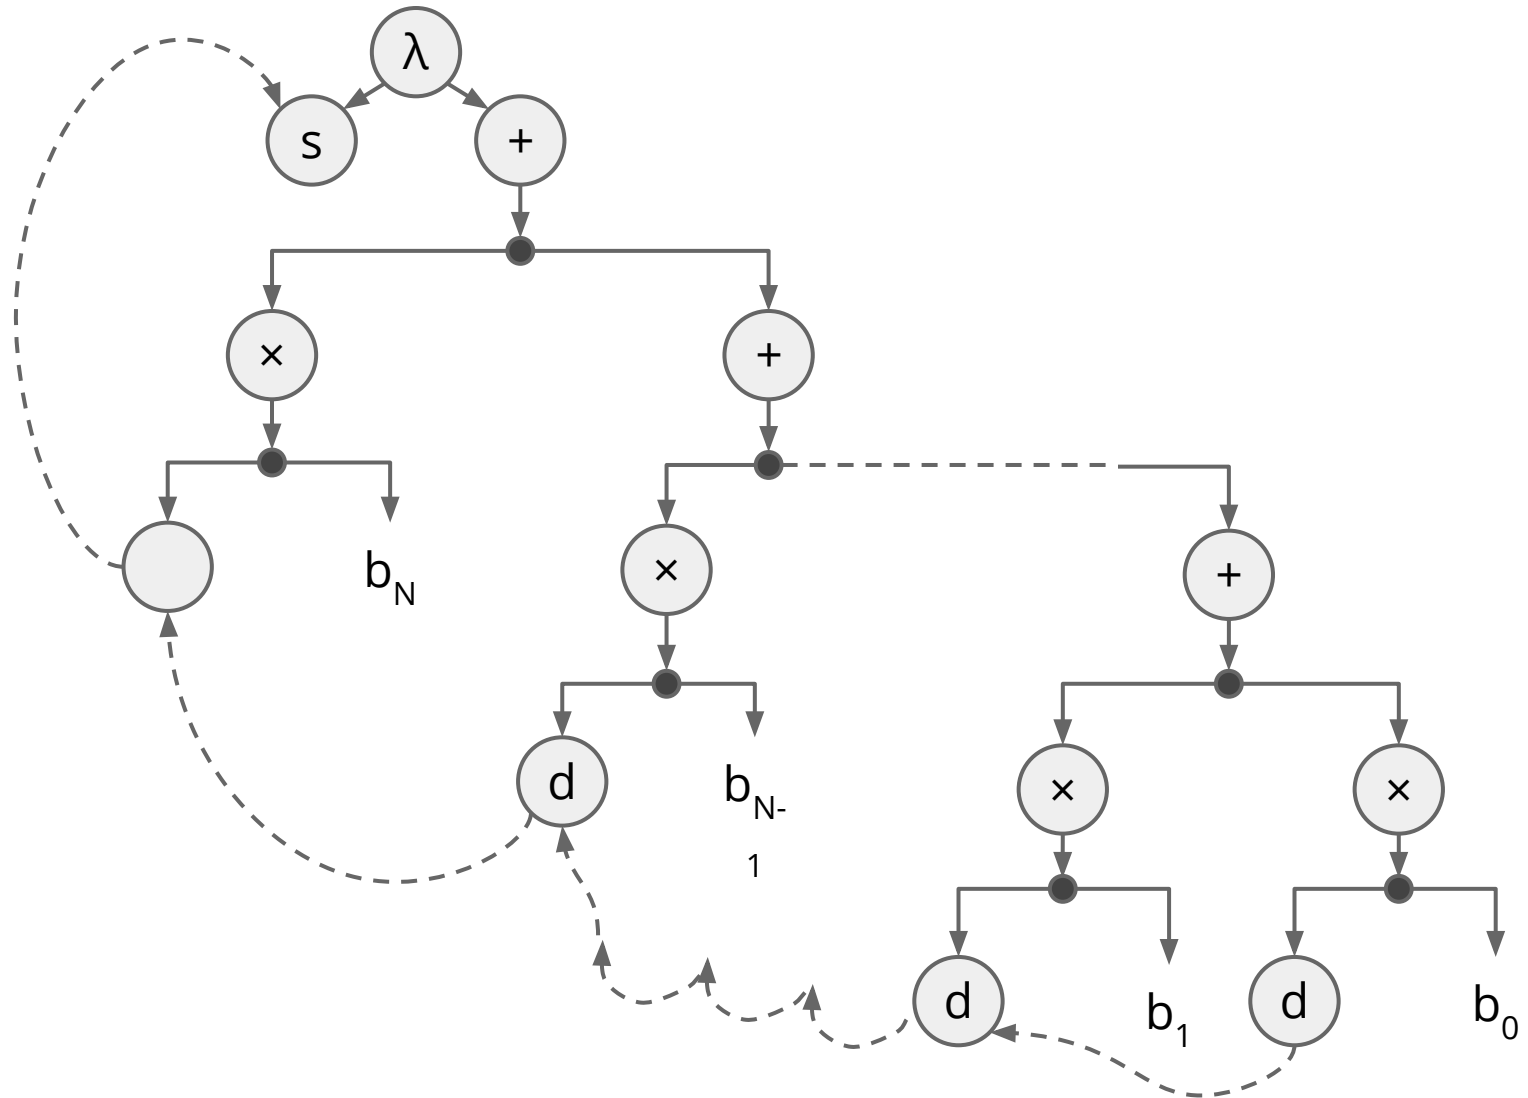 λ
s
+
×
+
b_N
×
+
d
b_N-
1
×
×
d
b_1
d
b_0